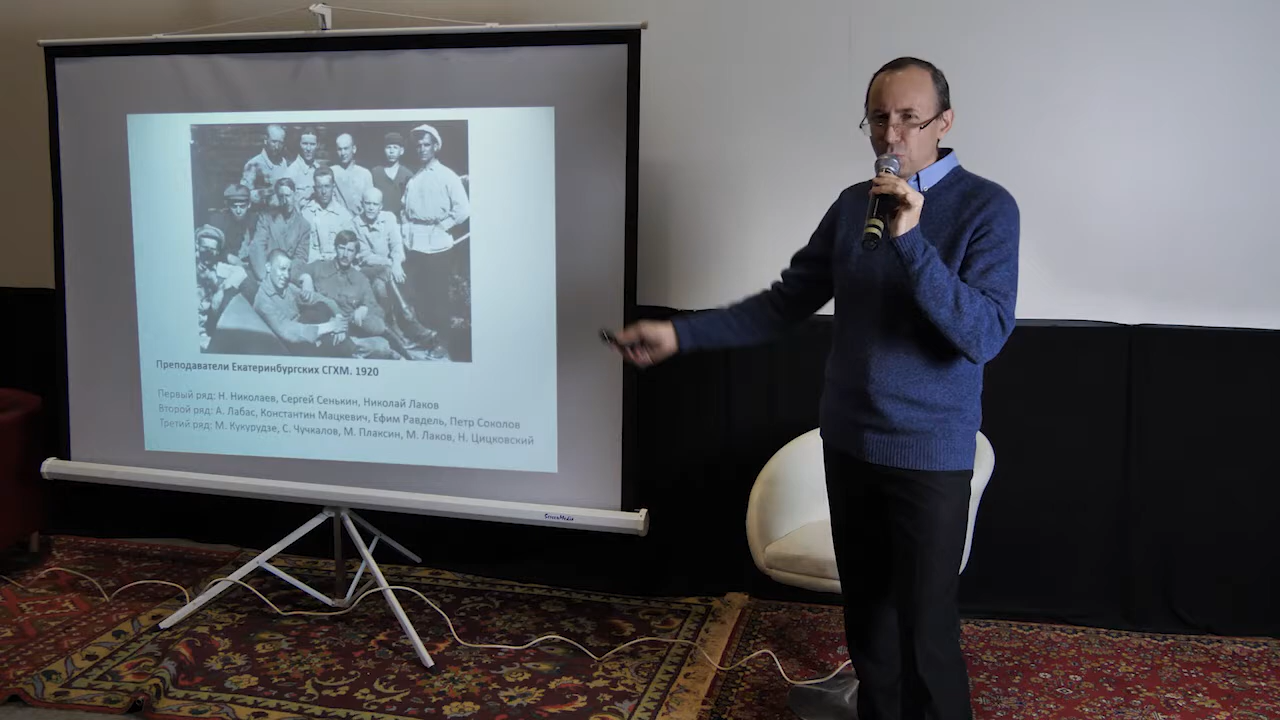 Преподаватели Екатеринбургских СГХМ. 1920
Первый ряд: Н. Николаев, Сергей Сенькин, Николай Лаков
Второй ряд: А. Лабас, Константин Мацкевич, Ефим Равдель, Петр Соколов
Третий ряд: М. Кукурудзе, С. Чучкалов, М. Плаксин, М. Лаков, Н. Цицковский
ScreenMedia